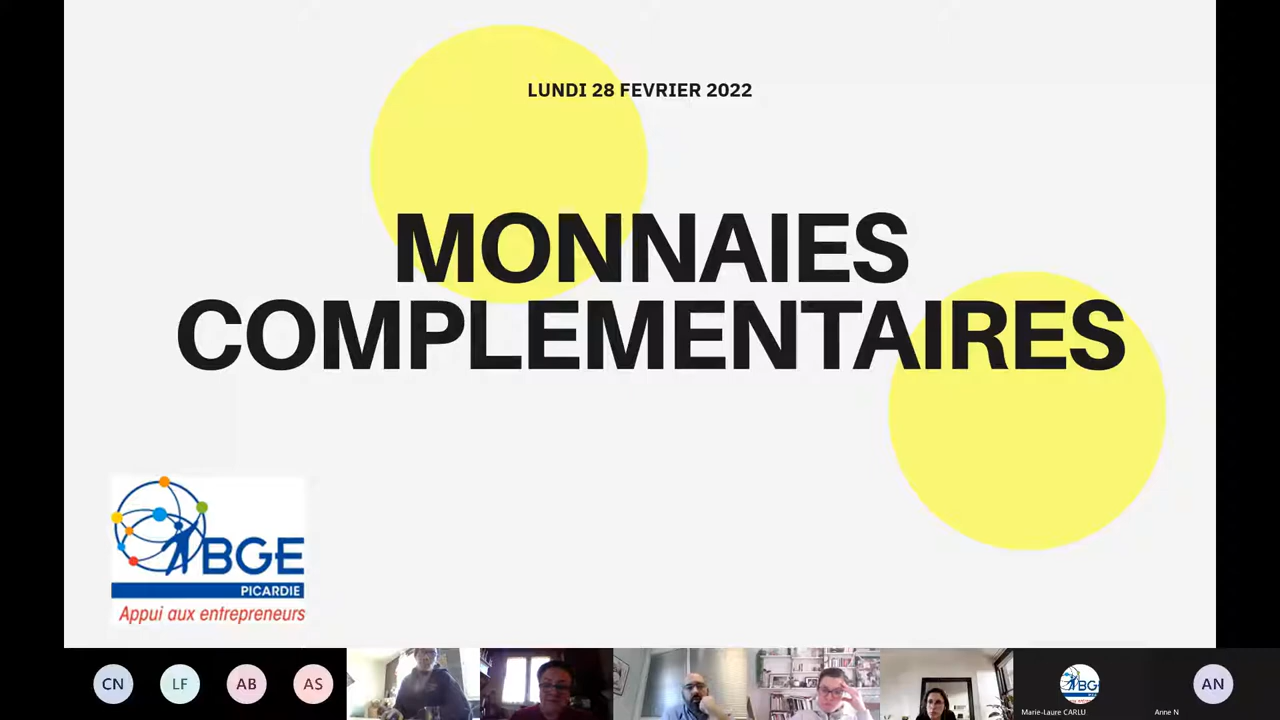 LUNDI 28 FEVRIER 2022
MONNAIES
COMPLEMENTAIRES
BGE
PICARDIE
Appui aux entrepreneurs
CN
LF
AB
AS
BG
Marie-Laure CARLU
AN
Anne N